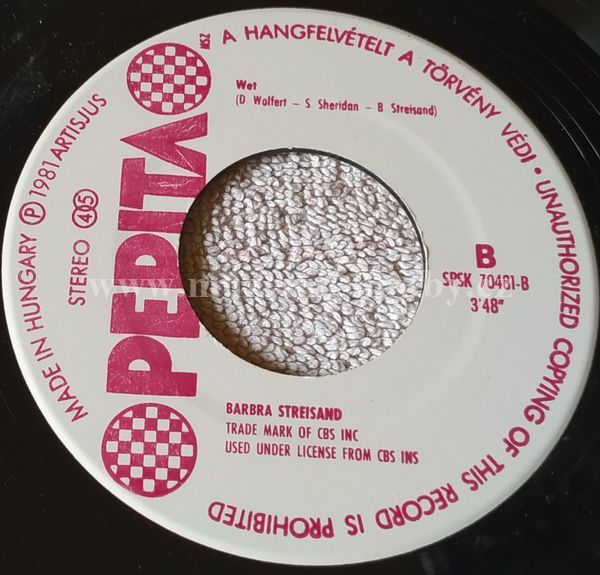 MSZ A HANGFELVÉTELT A TÖRVÉNY VÉDI • UNAUTHORIZED COPYING OF THIS RECORD IS PROHIBITED
MADE IN HUNGARY Ⓟ 1981 ARTISJUS
STEREO 45
PEPITA
Wet
(D Wolfert – S Sheridan – B Streisand)
B
SPSK 70481-B
3'48"
BARBRA STREISAND
TRADE MARK OF CBS INC
USED UNDER LICENSE FROM CBS INS